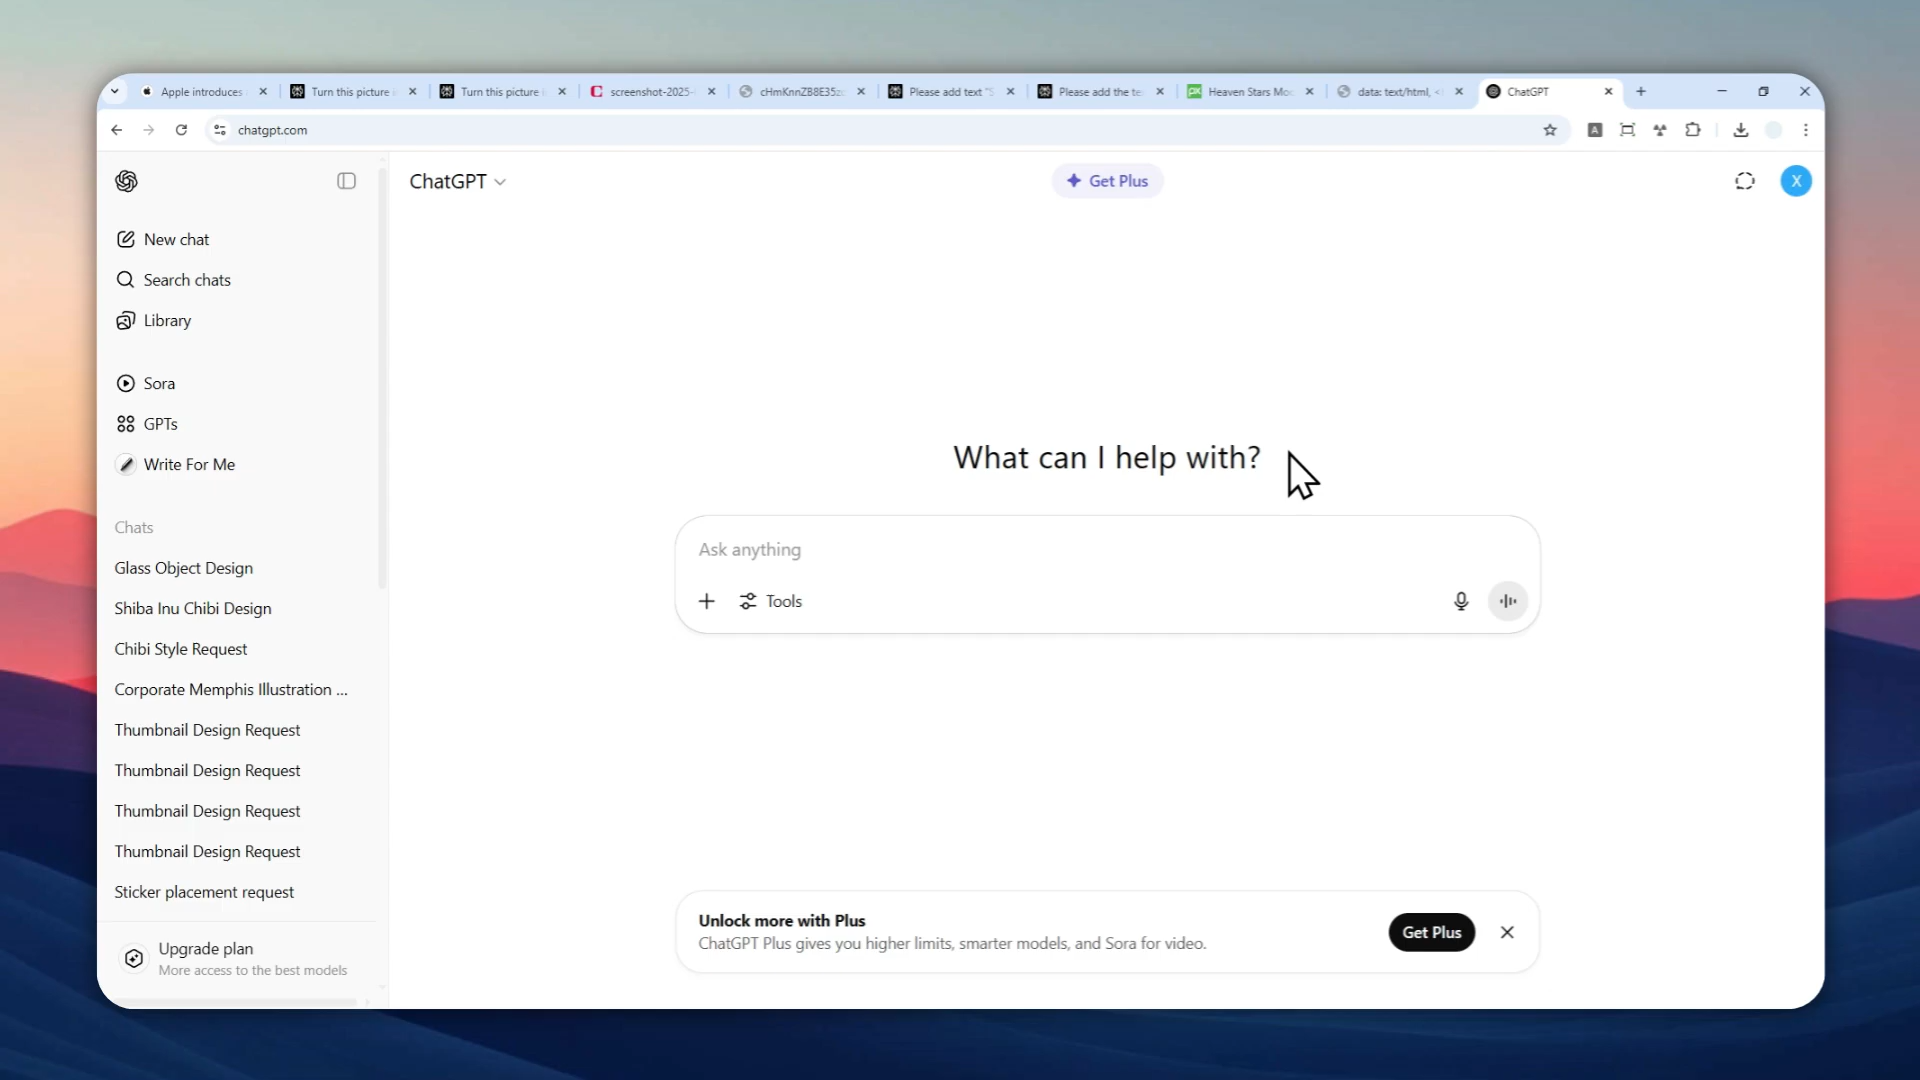 Apple introduces
Turn this picture i
Turn this picture i
screenshot-2025-
cHmKnnZB8E35z
Please add text "S
Please add the te
Heaven Stars Mo
data: text/html, <
ChatGPT
chatgpt.com
ChatGPT
Get Plus
X
New chat
Search chats
Library
Sora
GPTs
Write For Me
Chats
Glass Object Design
Shiba Inu Chibi Design
Chibi Style Request
Corporate Memphis Illustration ...
Thumbnail Design Request
Thumbnail Design Request
Thumbnail Design Request
Thumbnail Design Request
Sticker placement request
Upgrade plan
More access to the best models
What can I help with?
Ask anything
Tools
Unlock more with Plus
ChatGPT Plus gives you higher limits, smarter models, and Sora for video.
Get Plus